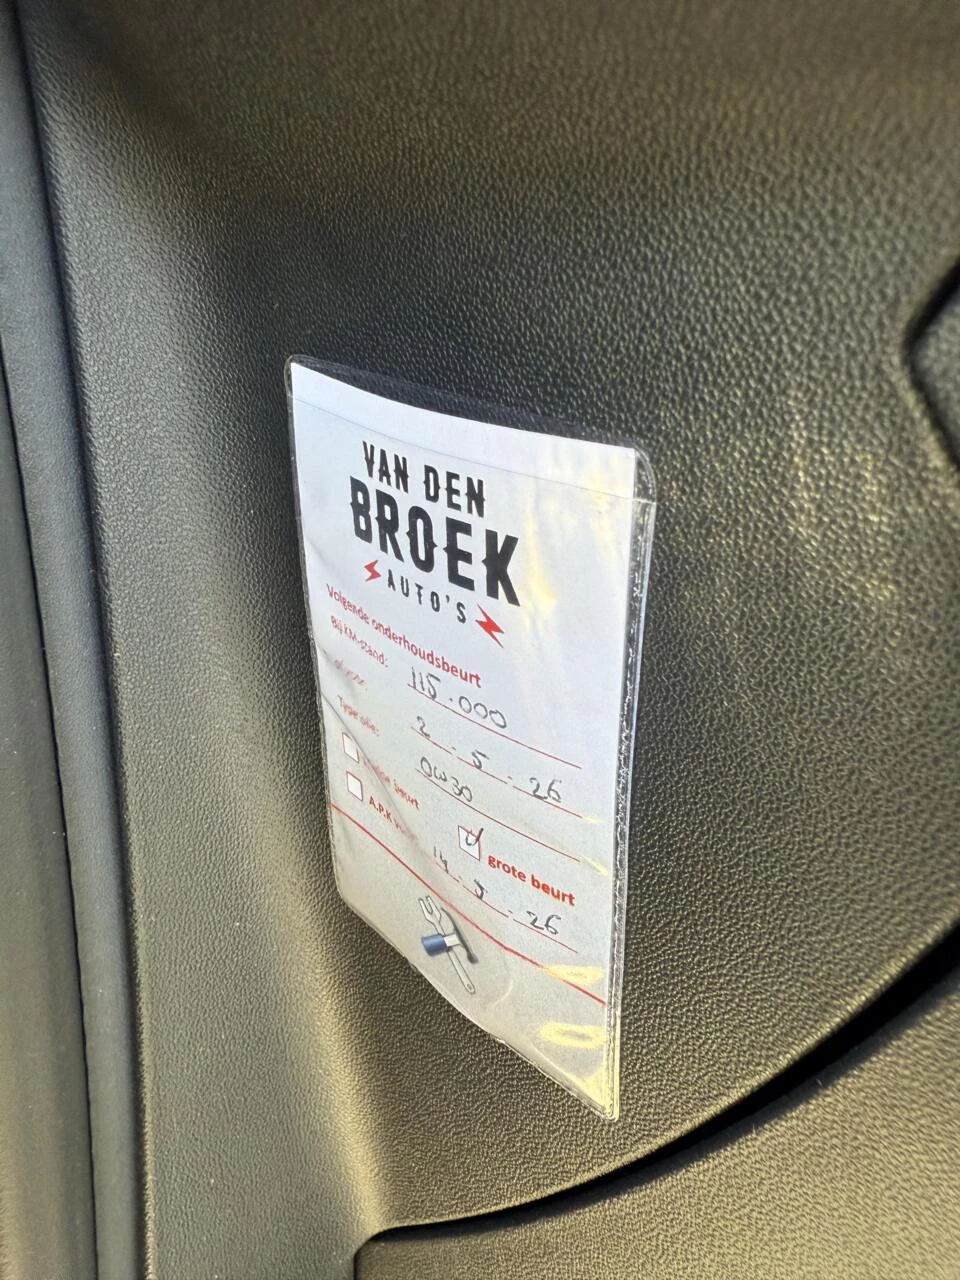 VAN DEN
BROEK
AUTO'S
Volgende onderhoudsbeurt
Bij KM-stand: 115.000
2 - 5 - 26
Type olie: 0W30
beurt
grote beurt
A.P.K 14 - - 26